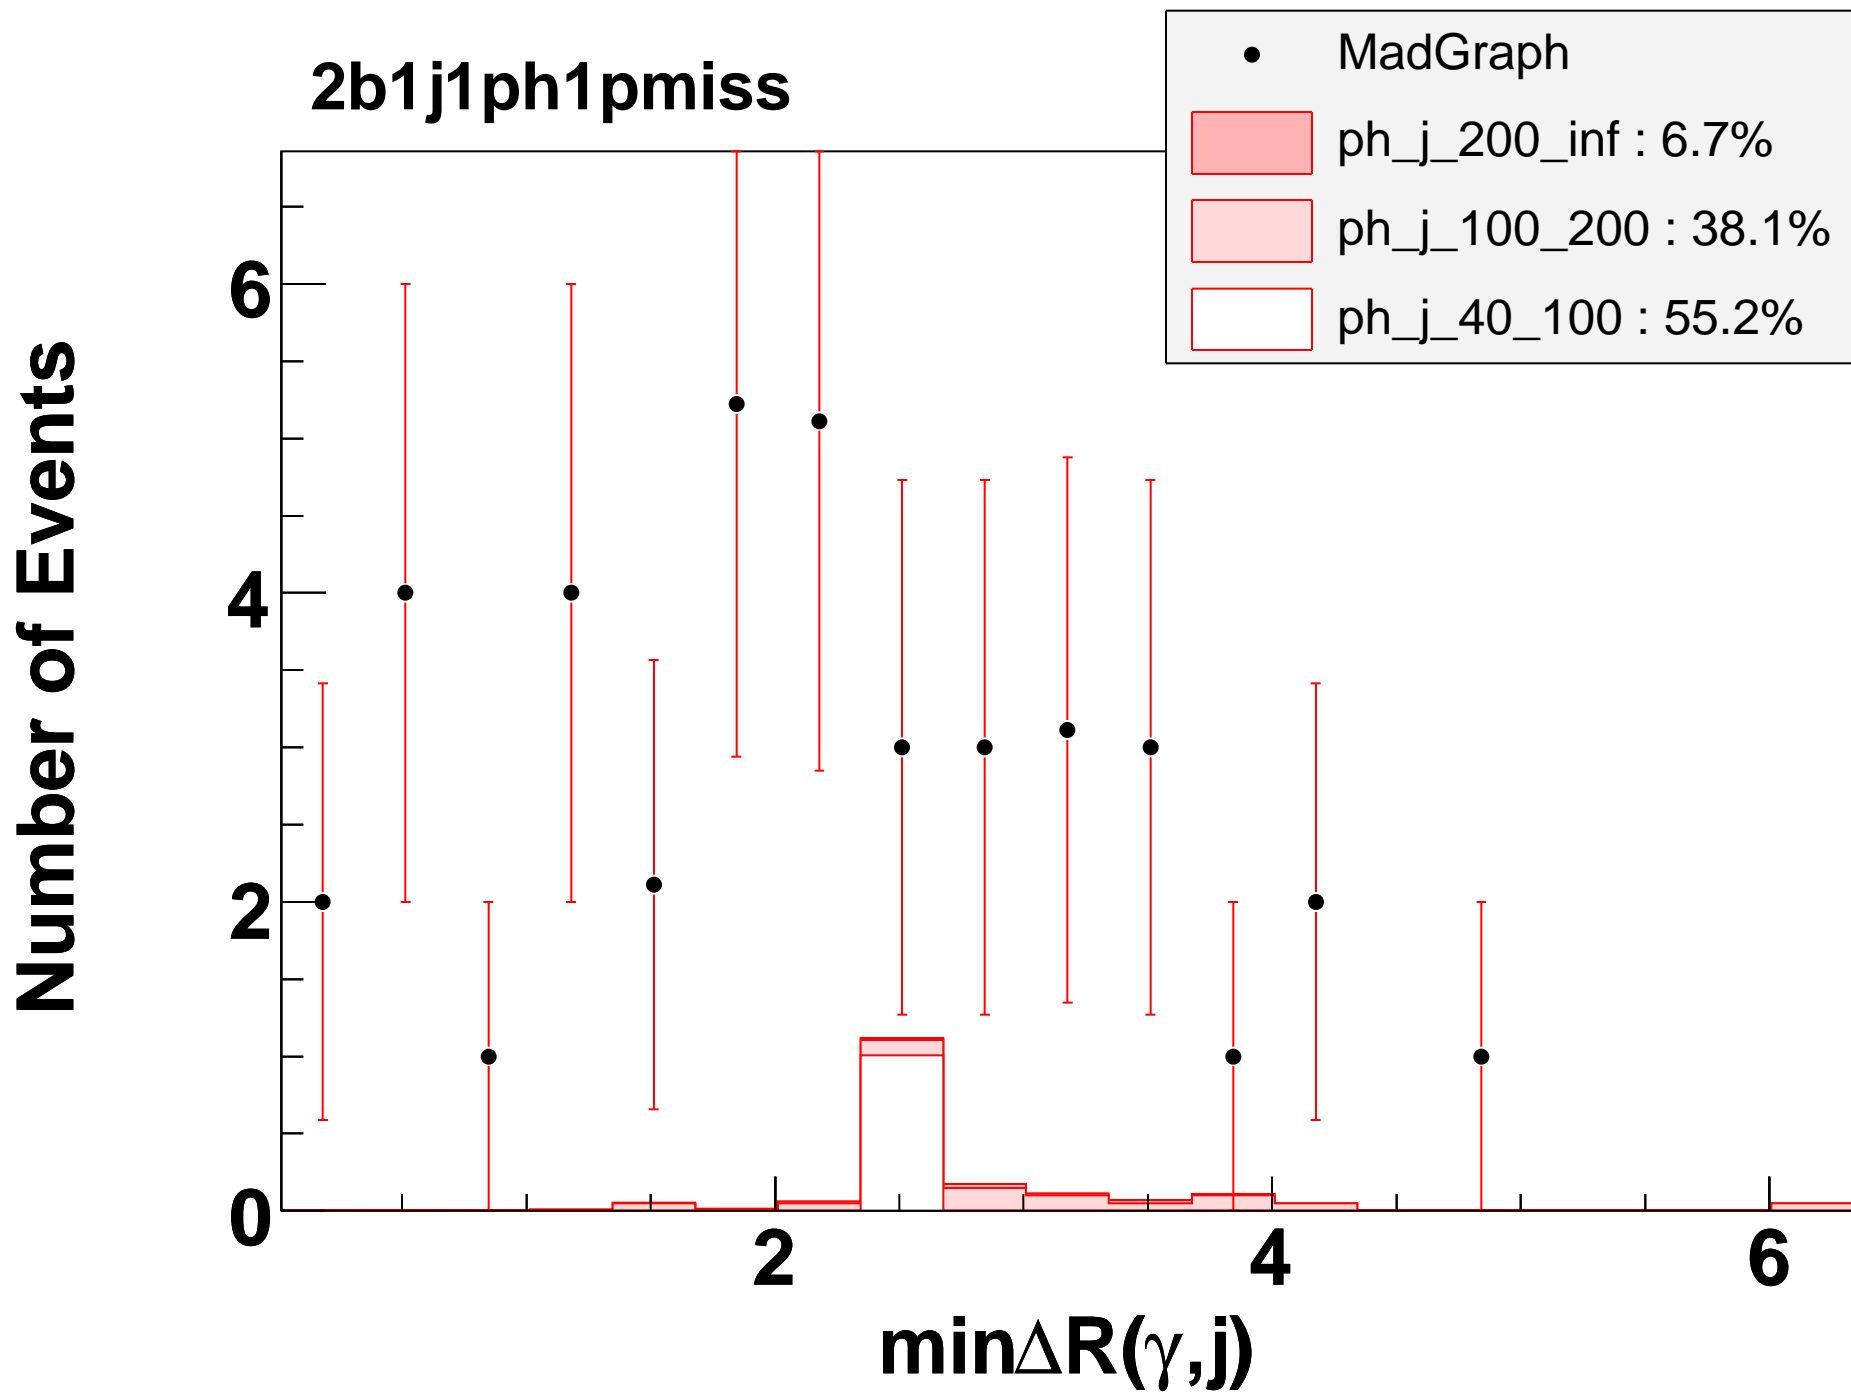 2b1j1ph1pmiss
MadGraph
ph_j_200_inf : 6.7%
ph_j_100_200 : 38.1%
ph_j_40_100 : 55.2%
Number of Events
6
4
2
0
2
4
6
minΔR(γ,j)